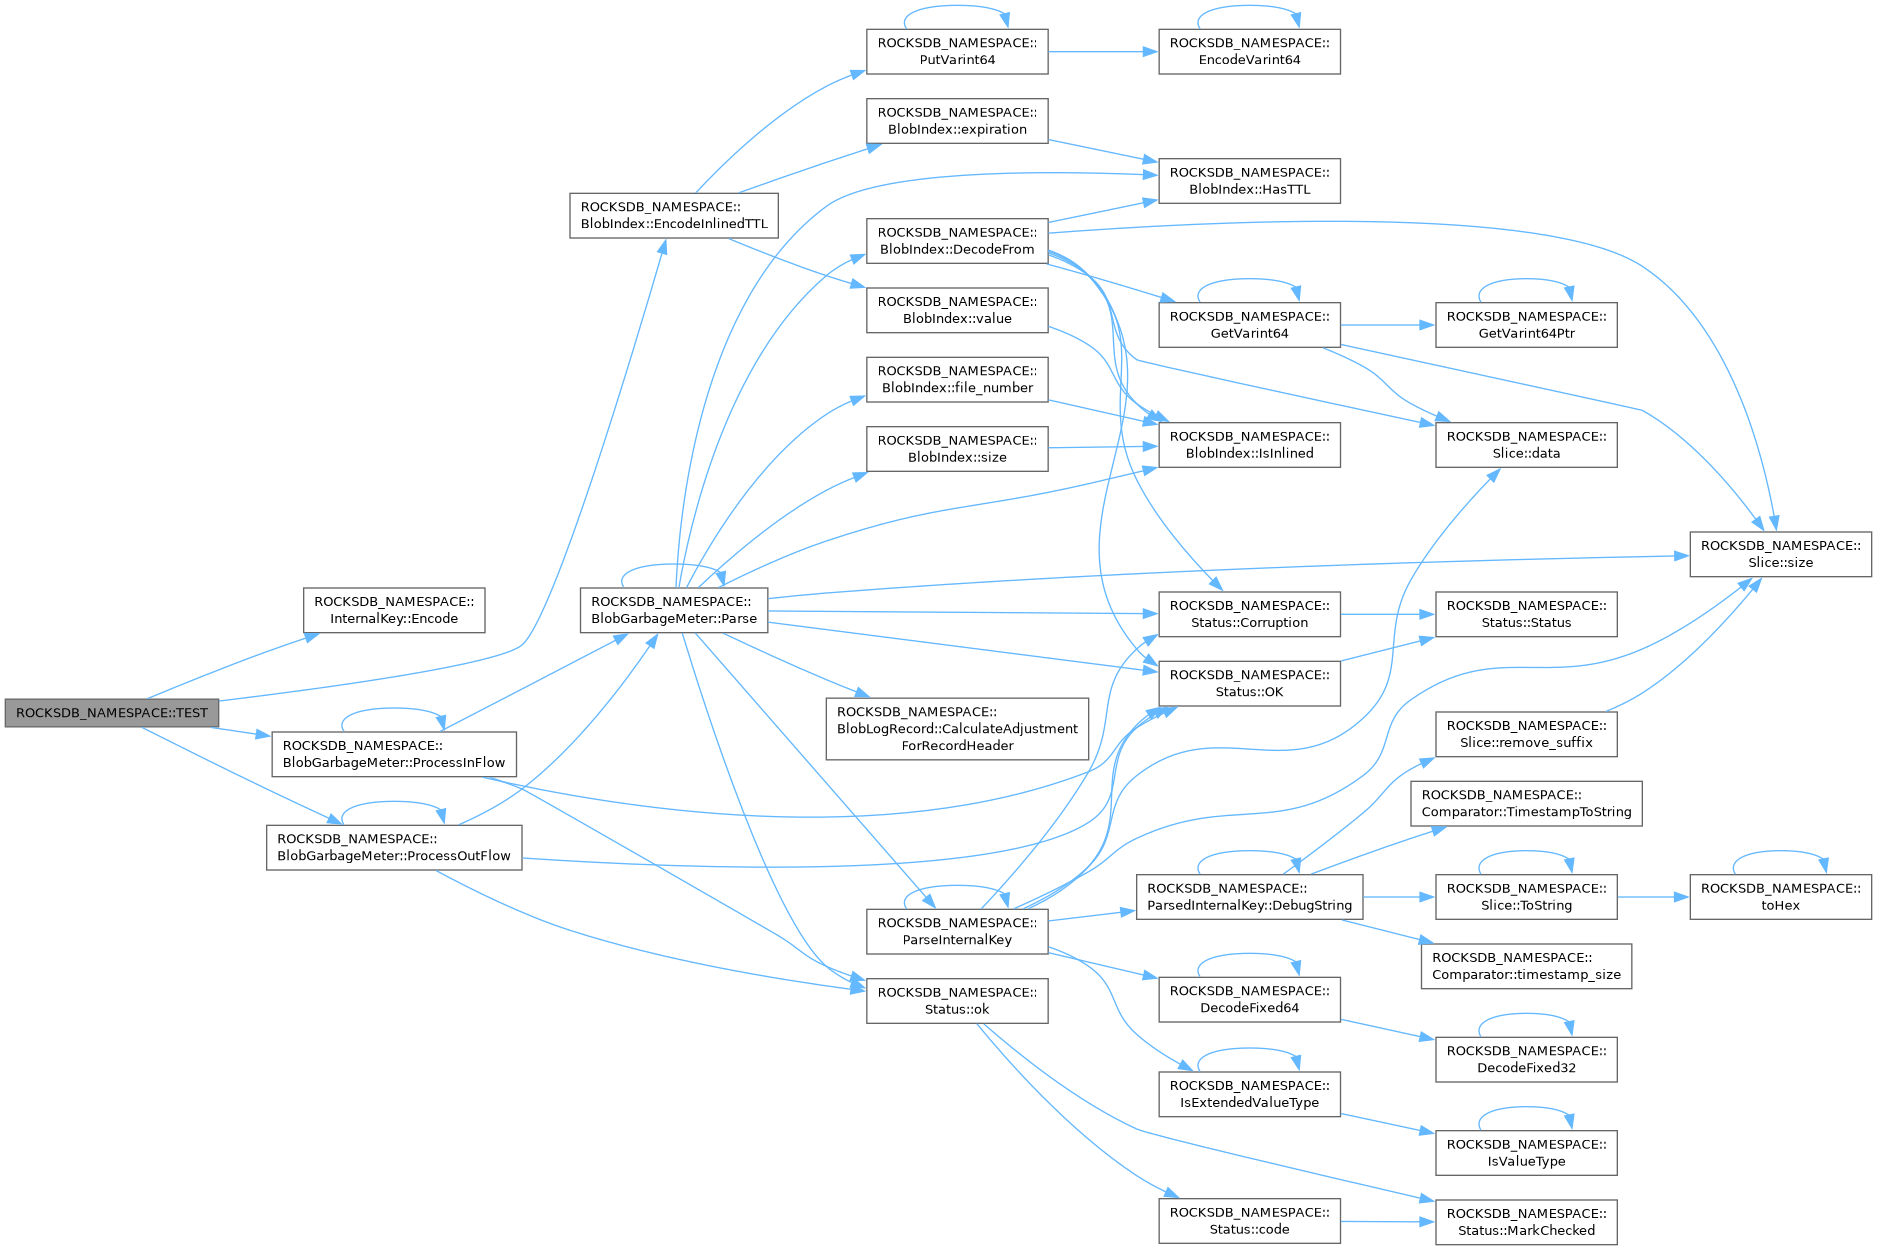 ROCKSDB_NAMESPACE::TEST
ROCKSDB_NAMESPACE::
InternalKey::Encode
ROCKSDB_NAMESPACE::
BlobGarbageMeter::ProcessInFlow
ROCKSDB_NAMESPACE::
BlobGarbageMeter::ProcessOutFlow
ROCKSDB_NAMESPACE::
BlobIndex::EncodeInlinedTTL
ROCKSDB_NAMESPACE::
BlobGarbageMeter::Parse
ROCKSDB_NAMESPACE::
PutVarint64
ROCKSDB_NAMESPACE::
BlobIndex::expiration
ROCKSDB_NAMESPACE::
BlobIndex::DecodeFrom
ROCKSDB_NAMESPACE::
BlobIndex::value
ROCKSDB_NAMESPACE::
BlobIndex::file_number
ROCKSDB_NAMESPACE::
BlobIndex::size
ROCKSDB_NAMESPACE::
BlobLogRecord::CalculateAdjustment
ForRecordHeader
ROCKSDB_NAMESPACE::
ParseInternalKey
ROCKSDB_NAMESPACE::
Status::ok
ROCKSDB_NAMESPACE::
EncodeVarint64
ROCKSDB_NAMESPACE::
BlobIndex::HasTTL
ROCKSDB_NAMESPACE::
GetVarint64
ROCKSDB_NAMESPACE::
BlobIndex::IsInlined
ROCKSDB_NAMESPACE::
Status::Corruption
ROCKSDB_NAMESPACE::
Status::OK
ROCKSDB_NAMESPACE::
ParsedInternalKey::DebugString
ROCKSDB_NAMESPACE::
DecodeFixed64
ROCKSDB_NAMESPACE::
IsExtendedValueType
ROCKSDB_NAMESPACE::
Status::code
ROCKSDB_NAMESPACE::
GetVarint64Ptr
ROCKSDB_NAMESPACE::
Slice::data
ROCKSDB_NAMESPACE::
Status::Status
ROCKSDB_NAMESPACE::
Slice::remove_suffix
ROCKSDB_NAMESPACE::
Comparator::TimestampToString
ROCKSDB_NAMESPACE::
Slice::ToString
ROCKSDB_NAMESPACE::
Comparator::timestamp_size
ROCKSDB_NAMESPACE::
DecodeFixed32
ROCKSDB_NAMESPACE::
IsValueType
ROCKSDB_NAMESPACE::
Status::MarkChecked
ROCKSDB_NAMESPACE::
Slice::size
ROCKSDB_NAMESPACE::
toHex